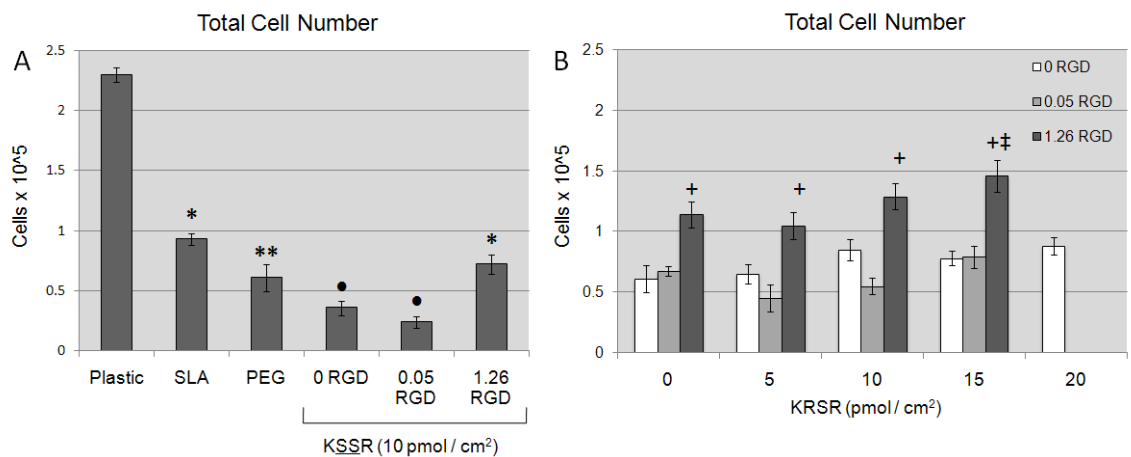 Total Cell Number
A
2.5
2
1.5
1
0.5
0
Cells x 10^5
*
**
●
●
*
Plastic SLA PEG 0 RGD 0.05 RGD 1.26 RGD
KSSR (10 pmol / cm²)
Total Cell Number
B
2.5
2
1.5
1
0.5
0
Cells x 10^5
0 RGD
0.05 RGD
1.26 RGD
+
+
+
+‡
0 5 10 15 20
KRSR (pmol / cm²)